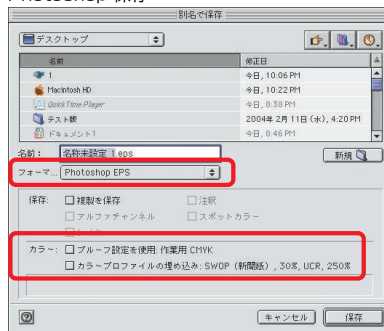 Photoshop 保存
別名で保存
デスクトップ
名前 修正日
1 今日, 10:06 PM
Macintosh HD 今日, 10:22 PM
QuickTime Player 今日, 8:38 PM
テスト版 2004年 2月 11日 (水), 4:20 PM
ドキュメント1 今日, 8:46 PM
名前： 名称未設定 1.eps 新規
フォーマ... Photoshop EPS
保存： 複製を保存 注釈
アルファチャンネル スポットカラー
カラー： プルーフ設定を使用: 作業用 CMYK
カラープロファイルの埋め込み: SWOP（新聞紙）, 30%, UCR, 250%
キャンセル 保存